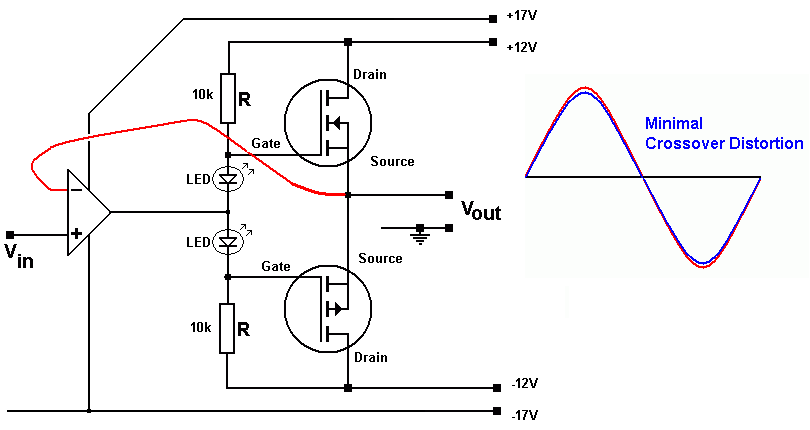 +17V
+12V
Drain
10k R
Gate
Source
LED
Minimal
Crossover Distortion
−
+
Vin
Vout
LED
Gate
Source
10k R
Drain
-12V
-17V